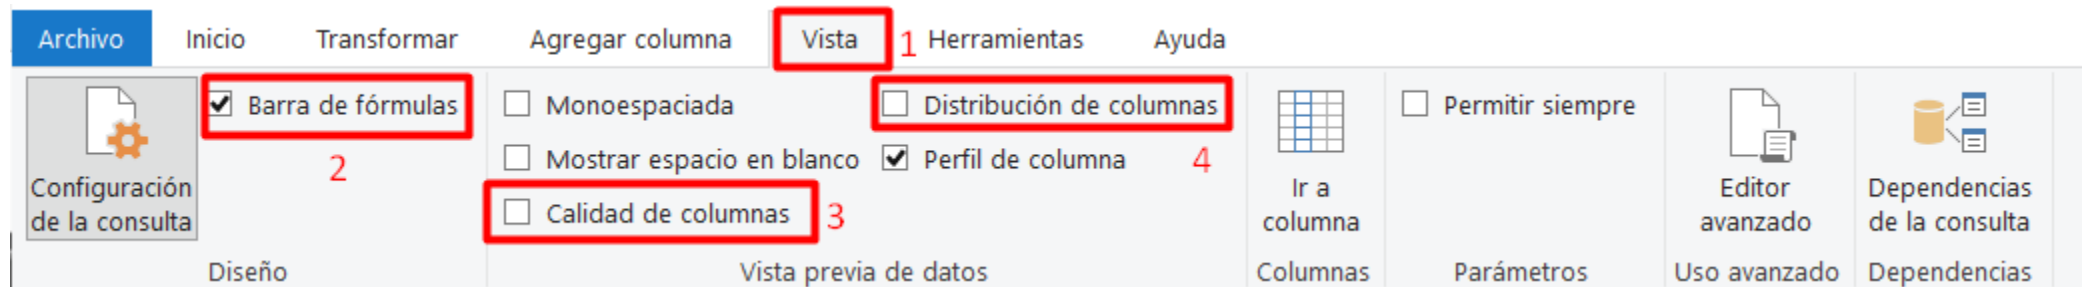 Archivo Inicio Transformar Agregar columna Vista 1 Herramientas Ayuda
Configuración
de la consulta
Barra de fórmulas
2
Diseño
Monoespaciada
Mostrar espacio en blanco
Calidad de columnas 3
Distribución de columnas
Perfil de columna 4
Vista previa de datos
Ir a
columna
Columnas
Permitir siempre
Parámetros
Editor
avanzado
Uso avanzado
Dependencias
de la consulta
Dependencias